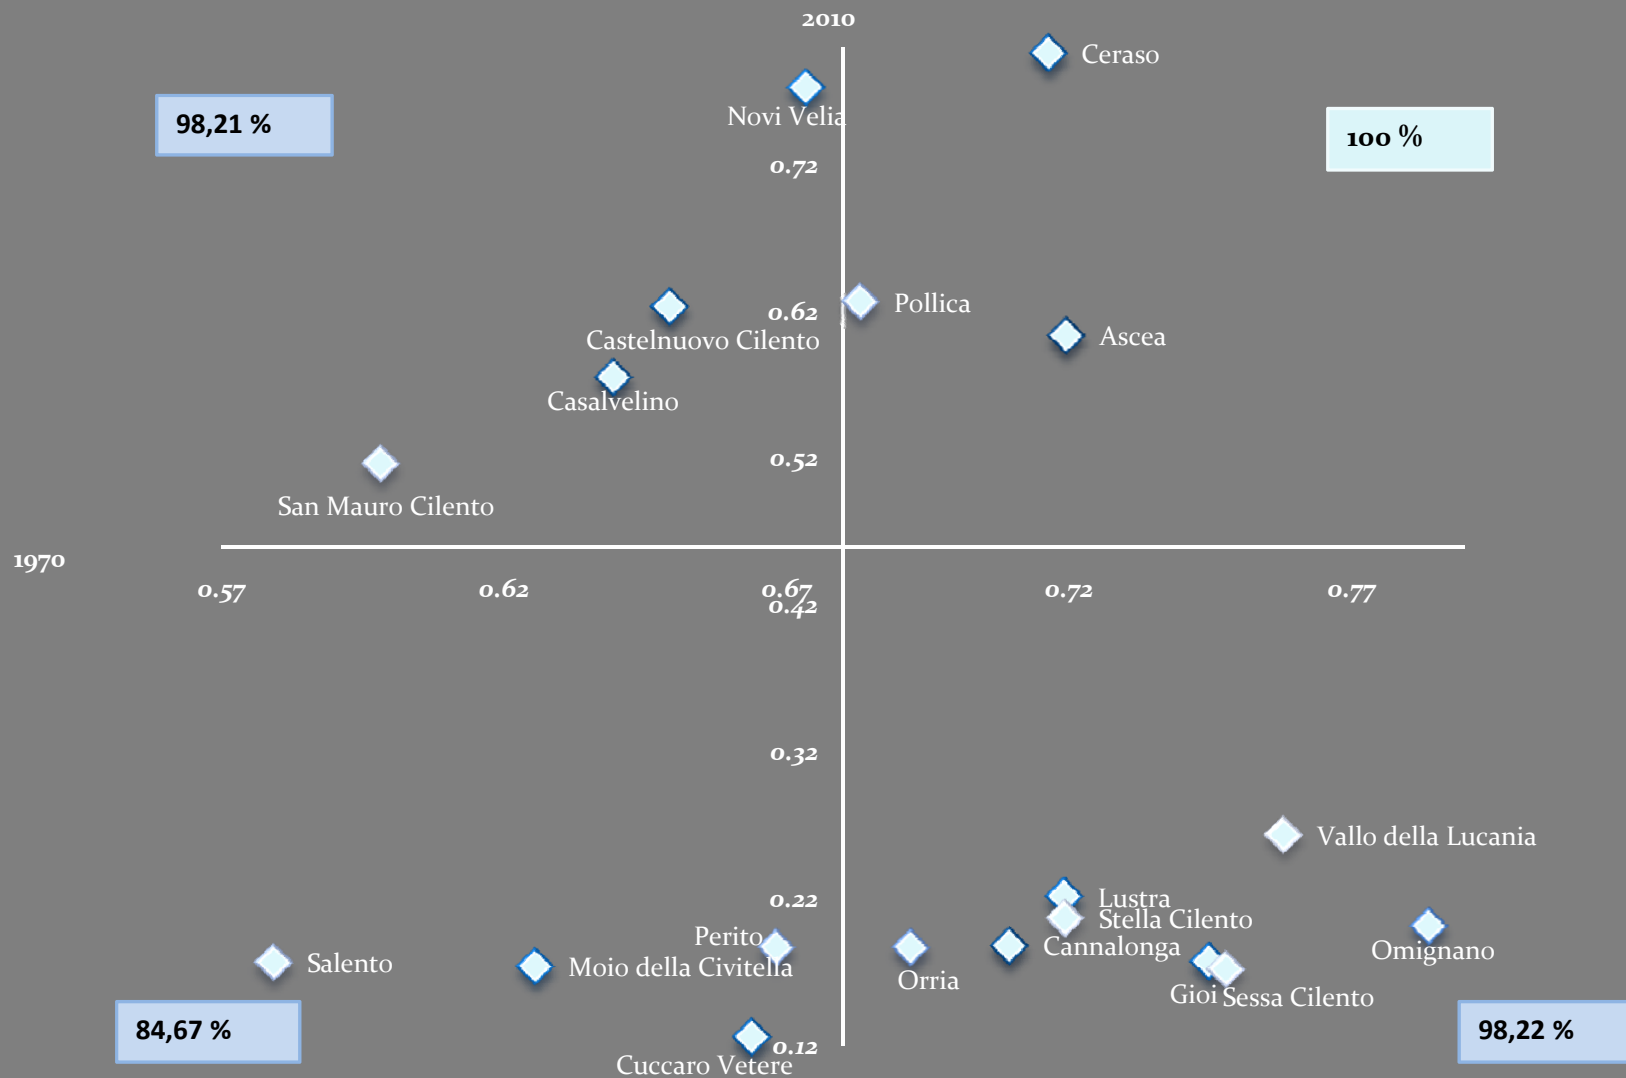 2010
Ceraso
Novi Velia
98,21 %
100 %
0.72
Pollica
0.62
Castelnuovo Cilento
Ascea
Casalvelino
0.52
San Mauro Cilento
1970
0.57
0.62
0.67
0.72
0.77
0.42
0.32
Vallo della Lucania
0.22
Lustra
Stella Cilento
Perito
Cannalonga
Omignano
Salento
Moio della Civitella
Orria
Gioi
Sessa Cilento
84,67 %
98,22 %
0.12
Cuccaro Vetere